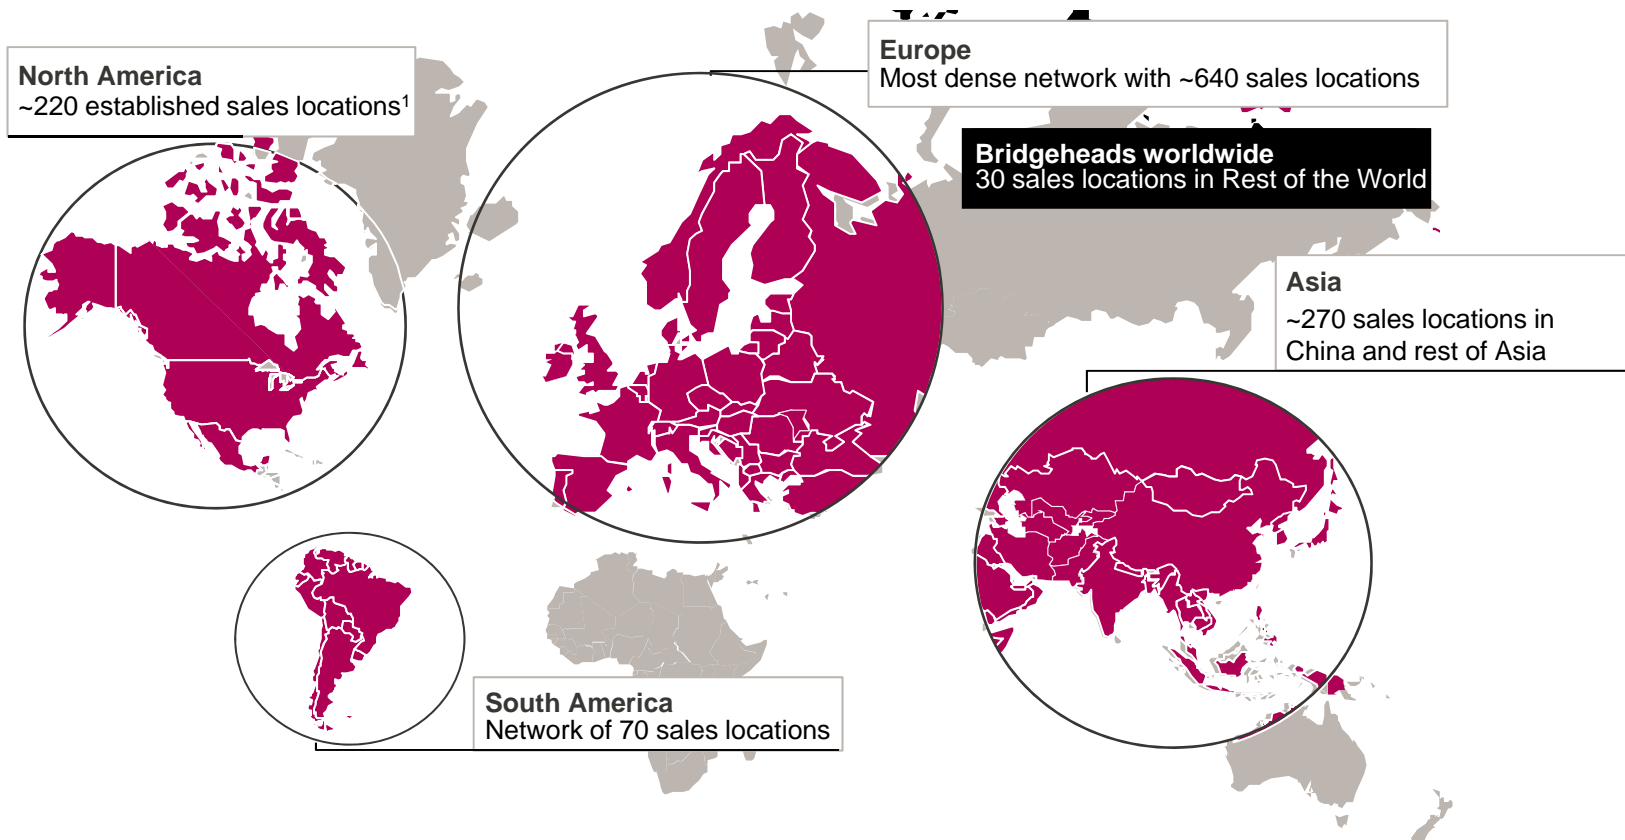 Europe
Most dense network with ~640 sales locations
North America
~220 established sales locations¹
Bridgeheads worldwide
30 sales locations in Rest of the World
Asia
~270 sales locations in
China and rest of Asia
South America
Network of 70 sales locations